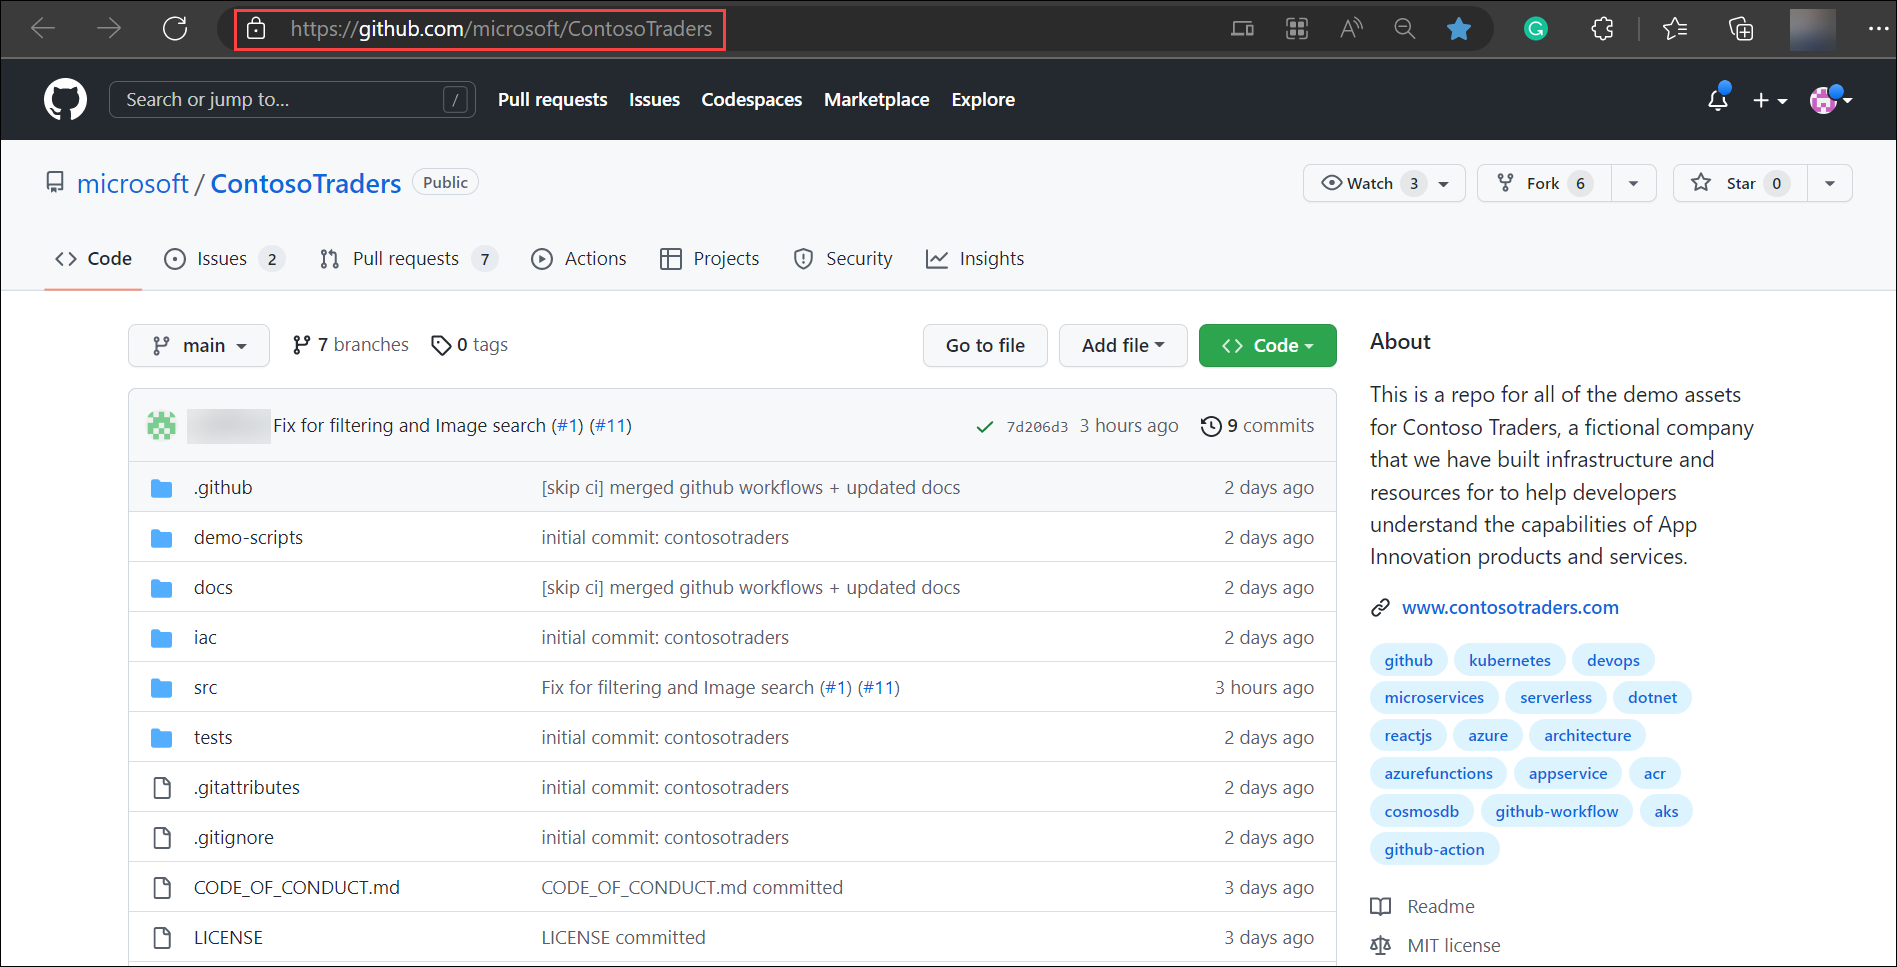 https://github.com/microsoft/ContosoTraders
Search or jump to... /
Pull requests Issues Codespaces Marketplace Explore
microsoft / ContosoTraders Public
Watch 3 Fork 6 Star 0
Code Issues 2 Pull requests 7 Actions Projects Security Insights
main 7 branches 0 tags Go to file Add file Code
Fix for filtering and Image search (#1) (#11) 7d206d3 3 hours ago 9 commits
.github [skip ci] merged github workflows + updated docs 2 days ago
demo-scripts initial commit: contosotraders 2 days ago
docs [skip ci] merged github workflows + updated docs 2 days ago
iac initial commit: contosotraders 2 days ago
src Fix for filtering and Image search (#1) (#11) 3 hours ago
tests initial commit: contosotraders 2 days ago
.gitattributes initial commit: contosotraders 2 days ago
.gitignore initial commit: contosotraders 2 days ago
CODE_OF_CONDUCT.md CODE_OF_CONDUCT.md committed 3 days ago
LICENSE LICENSE committed 3 days ago
About
This is a repo for all of the demo assets
for Contoso Traders, a fictional company
that we have built infrastructure and
resources for to help developers
understand the capabilities of App
Innovation products and services.
www.contosotraders.com
github kubernetes devops
microservices serverless dotnet
reactjs azure architecture
azurefunctions appservice acr
cosmosdb github-workflow aks
github-action
Readme
MIT license